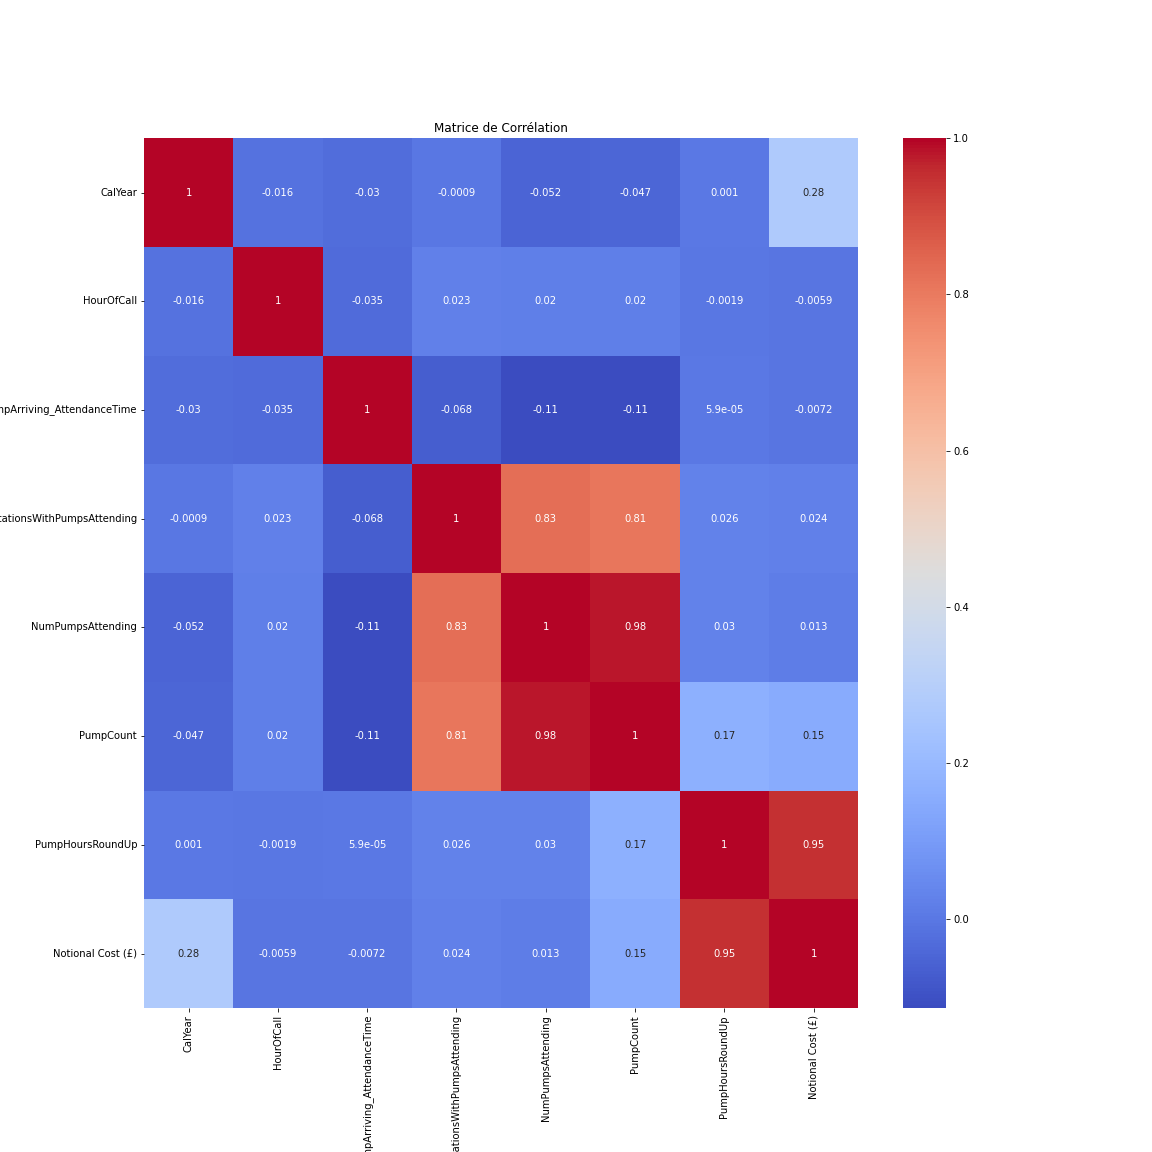 Matrice de Corrélation
CalYear 1 -0.016 -0.03 -0.0009 -0.052 -0.047 0.001 0.28
HourOfCall -0.016 1 -0.035 0.023 0.02 0.02 -0.0019 -0.0059
mpArriving_AttendanceTime -0.03 -0.035 1 -0.068 -0.11 -0.11 5.9e-05 -0.0072
tationsWithPumpsAttending -0.0009 0.023 -0.068 1 0.83 0.81 0.026 0.024
NumPumpsAttending -0.052 0.02 -0.11 0.83 1 0.98 0.03 0.013
PumpCount -0.047 0.02 -0.11 0.81 0.98 1 0.17 0.15
PumpHoursRoundUp 0.001 -0.0019 5.9e-05 0.026 0.03 0.17 1 0.95
Notional Cost (£) 0.28 -0.0059 -0.0072 0.024 0.013 0.15 0.95 1
CalYear
HourOfCall
mpArriving_AttendanceTime
ationsWithPumpsAttending
NumPumpsAttending
PumpCount
PumpHoursRoundUp
Notional Cost (£)
1.0
0.8
0.6
0.4
0.2
0.0